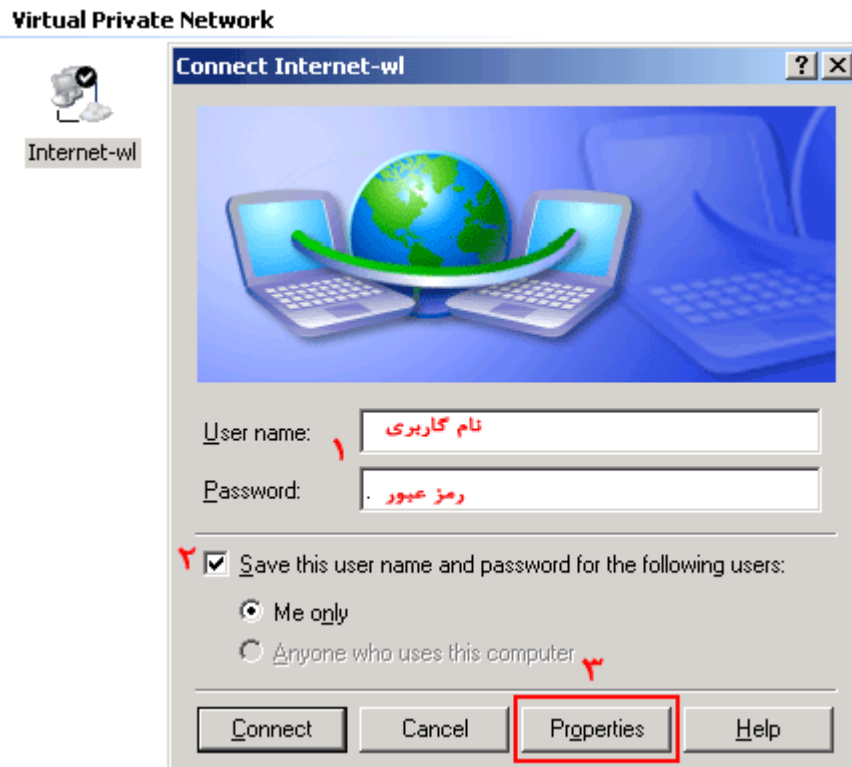 Virtual Private Network
Connect Internet-wl
Internet-wl
User name: نام کاربری
۱
Password: . رمز عبور
۲ Save this user name and password for the following users:
Me only
Anyone who uses this computer ۳
Connect Cancel Properties Help